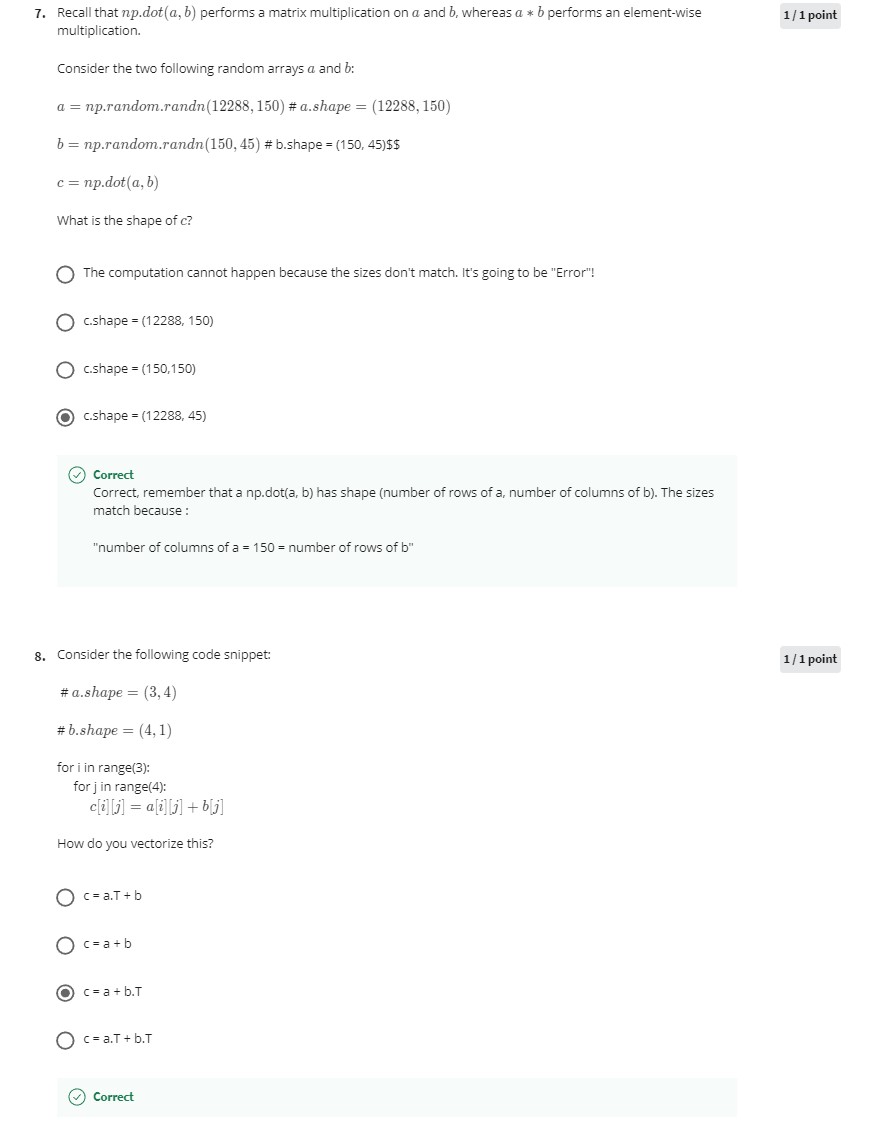 7. Recall that np.dot(a, b) performs a matrix multiplication on a and b, whereas a * b performs an element-wise
1 / 1 point
multiplication.
Consider the two following random arrays a and b:
a = np.random.randn(12288, 150) # a.shape = (12288, 150)
b = np.random.randn(150, 45) # b.shape = (150, 45)$$
c = np.dot(a, b)
What is the shape of c?
The computation cannot happen because the sizes don't match. It's going to be "Error"!
c.shape = (12288, 150)
c.shape = (150,150)
c.shape = (12288, 45)
Correct
Correct, remember that a np.dot(a, b) has shape (number of rows of a, number of columns of b). The sizes
match because :
"number of columns of a = 150 = number of rows of b"
8. Consider the following code snippet:
1 / 1 point
# a.shape = (3, 4)
# b.shape = (4, 1)
for i in range(3):
for j in range(4):
c[i][j] = a[i][j] + b[j]
How do you vectorize this?
c = a.T + b
c = a + b
c = a + b.T
c = a.T + b.T
Correct